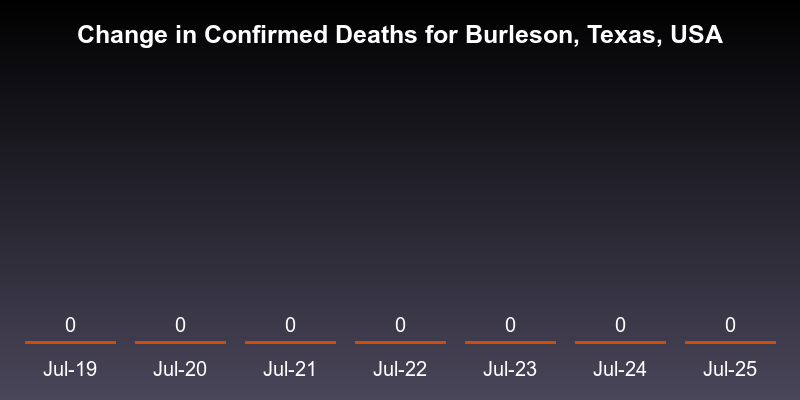 Change in Confirmed Deaths for Burleson, Texas, USA
0 0 0 0 0 0 0
Jul-19 Jul-20 Jul-21 Jul-22 Jul-23 Jul-24 Jul-25